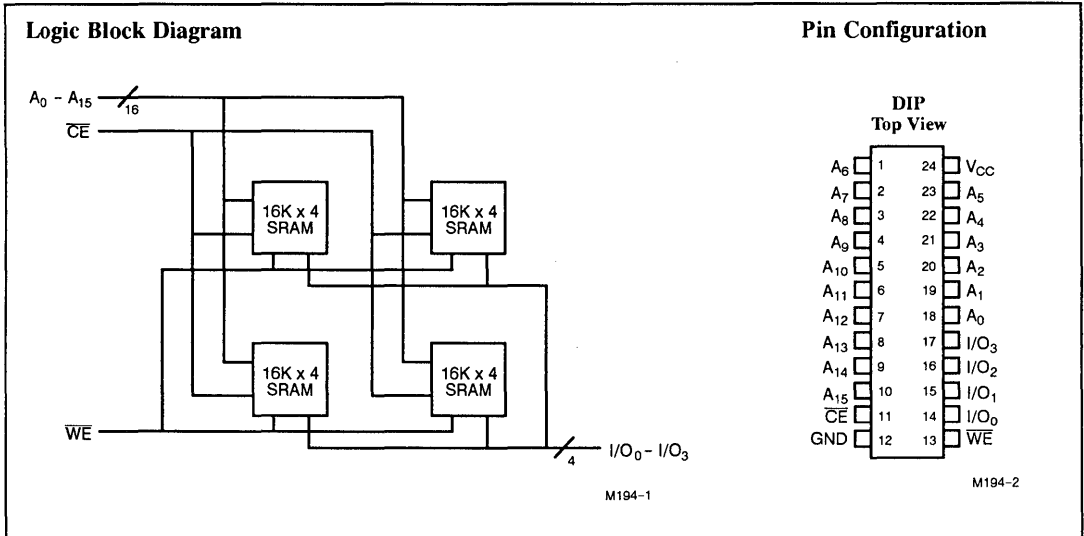 Logic Block Diagram
A0 – A15
16
CE
16K x 4
SRAM
16K x 4
SRAM
16K x 4
SRAM
16K x 4
SRAM
WE
4
I/O0 – I/O3
M194–1
Pin Configuration
DIP
Top View
A6 1 24 VCC
A7 2 23 A5
A8 3 22 A4
A9 4 21 A3
A10 5 20 A2
A11 6 19 A1
A12 7 18 A0
A13 8 17 I/O3
A14 9 16 I/O2
A15 10 15 I/O1
CE 11 14 I/O0
GND 12 13 WE
M194–2